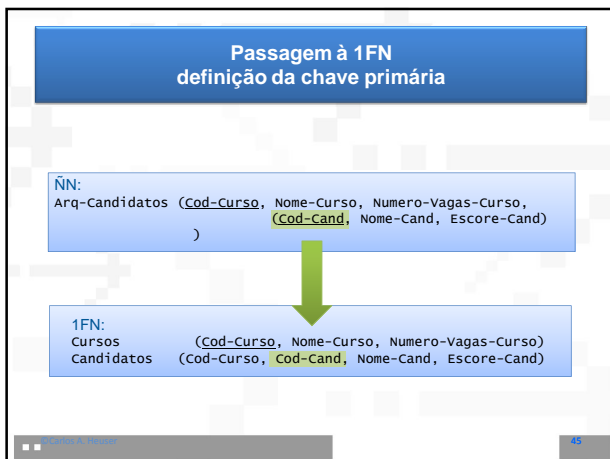 Passagem à 1FN
definição da chave primária
ÑN:
Arq-Candidatos (Cod-Curso, Nome-Curso, Numero-Vagas-Curso,
(Cod-Cand, Nome-Cand, Escore-Cand)
)
1FN:
Cursos (Cod-Curso, Nome-Curso, Numero-Vagas-Curso)
Candidatos (Cod-Curso, Cod-Cand, Nome-Cand, Escore-Cand)
©Carlos A. Heuser 45